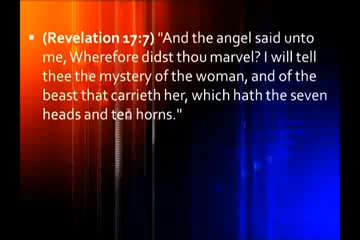 (Revelation 17:7) "And the angel said unto
me, Wherefore didst thou marvel? I will tell
thee the mystery of the woman, and of the
beast that carrieth her, which hath the seven
heads and ten horns."